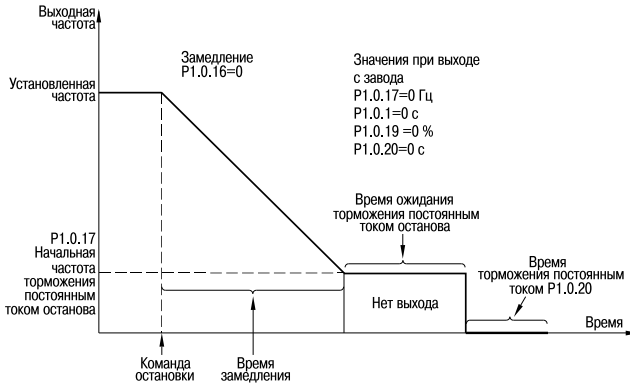 Выходная
частота
Замедление
P1.0.16=0
Значения при выходе
с завода
P1.0.17=0 Гц
P1.0.1=0 с
P1.0.19 =0 %
P1.0.20=0 с
Установленная
частота
Время ожидания
торможения постоянным
током останова
P1.0.17
Начальная
частота
торможения
постоянным
током останова
Время
торможения постоянным
током P1.0.20
Нет выхода
Время
Команда
остановки
Время
замедления